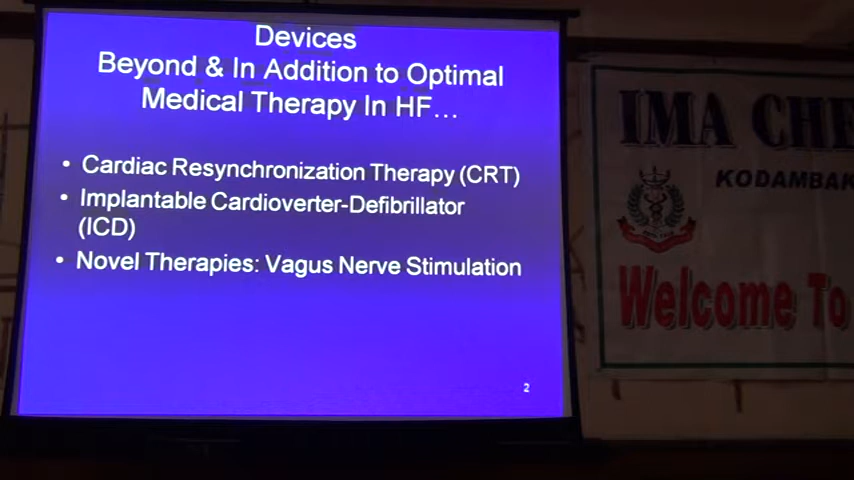 Devices
Beyond & In Addition to Optimal
Medical Therapy In HF...
• Cardiac Resynchronization Therapy (CRT)
• Implantable Cardioverter-Defibrillator
(ICD)
• Novel Therapies: Vagus Nerve Stimulation
2
IMA CHE
KODAMBAK
Welcome To